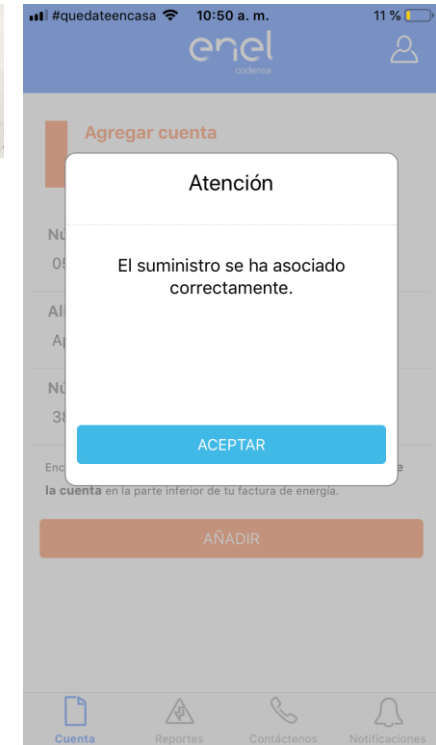 #quedateencasa 10:50 a. m. 11 %
enel
codensa
Agregar cuenta
Atención
El suministro se ha asociado
correctamente.
ACEPTAR
la cuenta en la parte inferior de tu factura de energía.
AÑADIR
Cuenta Reportes Contáctenos Notificaciones